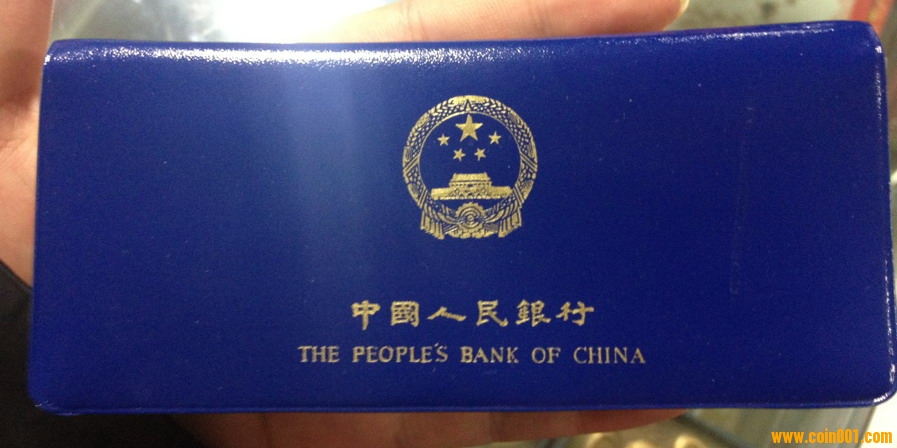 中國人民銀行
THE PEOPLE'S BANK OF CHINA
www.coin001.com